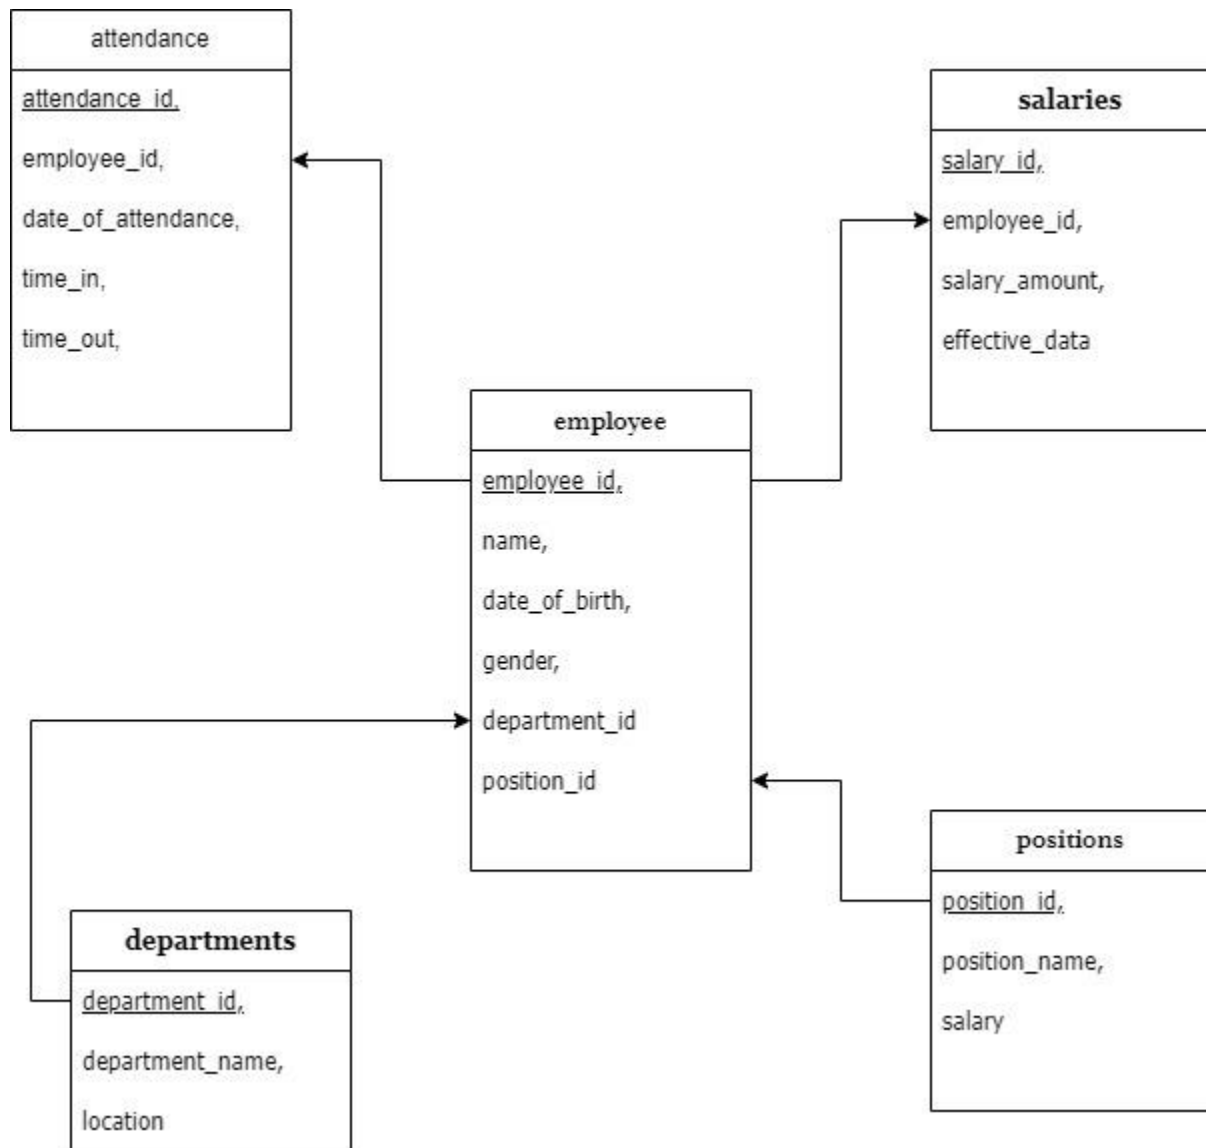 attendance
attendance_id,
employee_id,
date_of_attendance,
time_in,
time_out,
salaries
salary_id,
employee_id,
salary_amount,
effective_data
employee
employee_id,
name,
date_of_birth,
gender,
department_id
position_id
departments
department_id,
department_name,
location
positions
position_id,
position_name,
salary